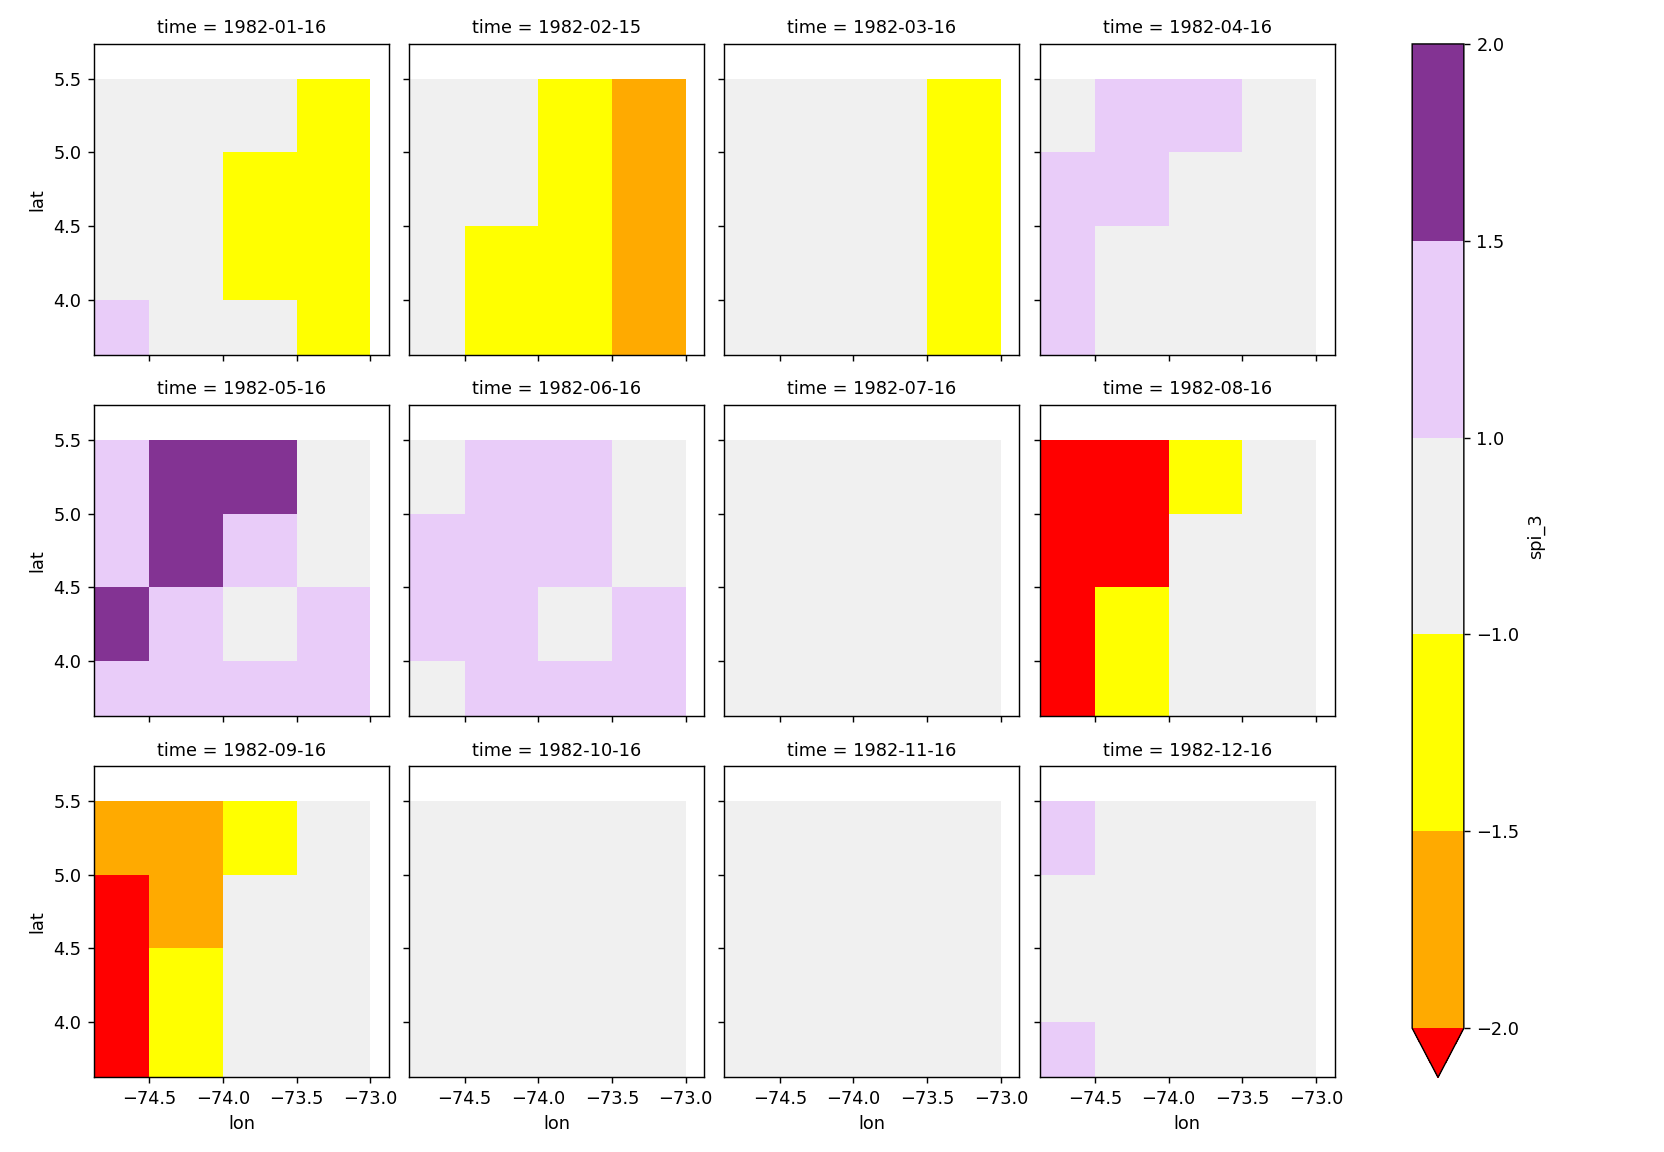 time = 1982-01-16 time = 1982-02-15 time = 1982-03-16 time = 1982-04-16
5.5
5.0
4.5
4.0
lat
time = 1982-05-16 time = 1982-06-16 time = 1982-07-16 time = 1982-08-16
5.5
5.0
4.5
4.0
lat
time = 1982-09-16 time = 1982-10-16 time = 1982-11-16 time = 1982-12-16
5.5
5.0
4.5
4.0
lat
−74.5 −74.0 −73.5 −73.0 −74.5 −74.0 −73.5 −73.0 −74.5 −74.0 −73.5 −73.0 −74.5 −74.0 −73.5 −73.0
lon lon lon lon
2.0
1.5
1.0
−1.0
−1.5
−2.0
spi_3